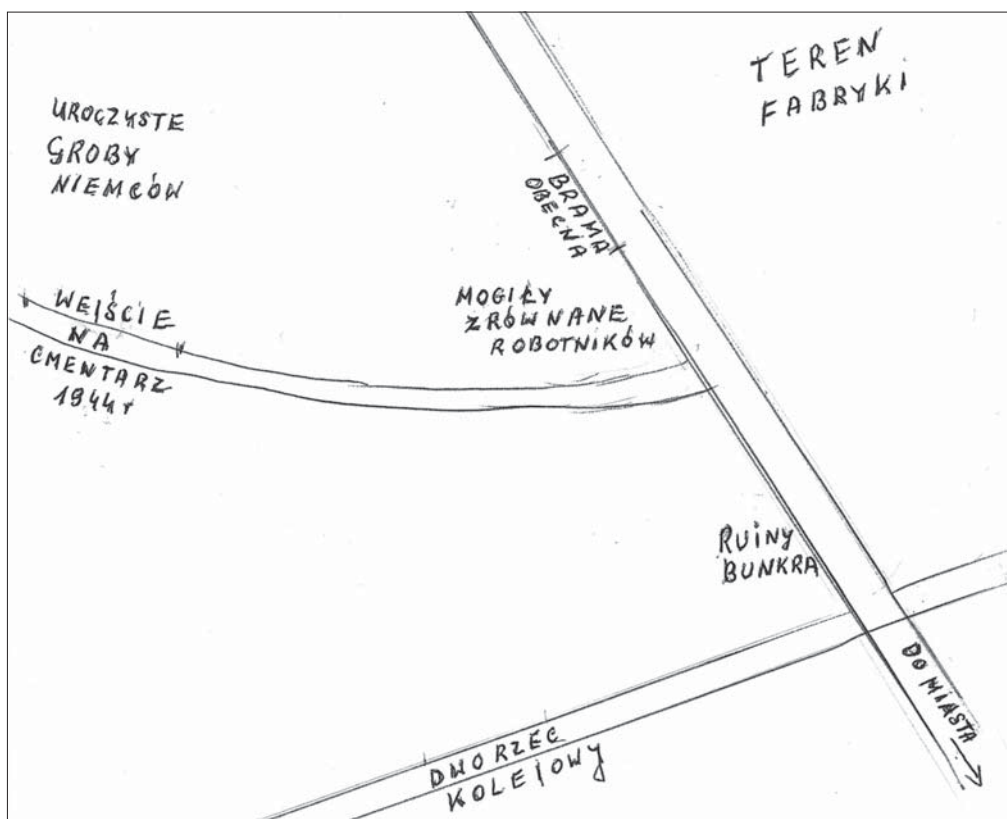 TEREN
FABRYKI
UROCZYSTE
GROBY
NIEMCÓW
BRAMA
OBECNA
WEJŚCIE
NA
CMENTARZ
1944 r
MOGIŁY
ZRÓWNANE
ROBOTNIKÓW
RUINY
BUNKRA
DO MIASTA
DWORZEC
KOLEJOWY